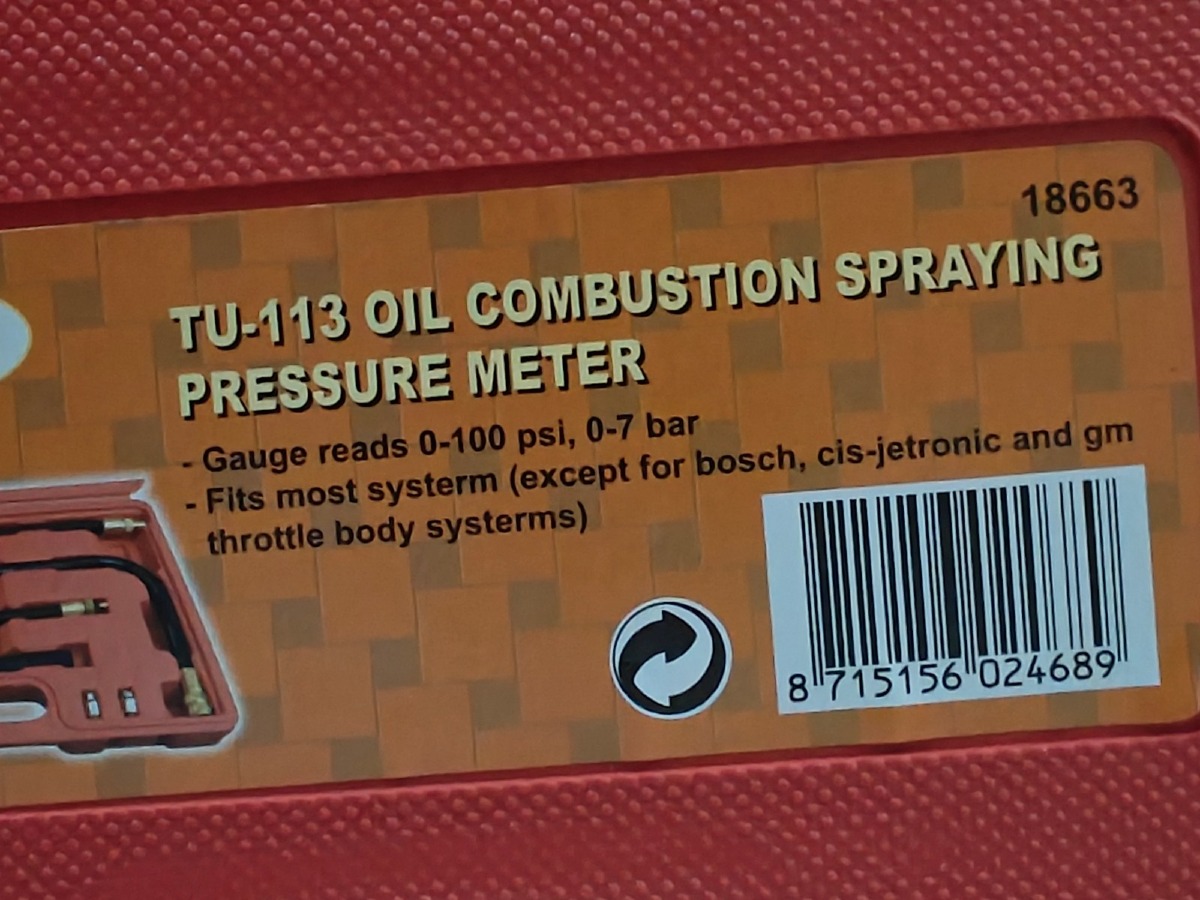 18663
TU-113 OIL COMBUSTION SPRAYING
PRESSURE METER
- Gauge reads 0-100 psi, 0-7 bar
- Fits most systerm (except for bosch, cis-jetronic and gm
throttle body systerms)
8 715156 024689